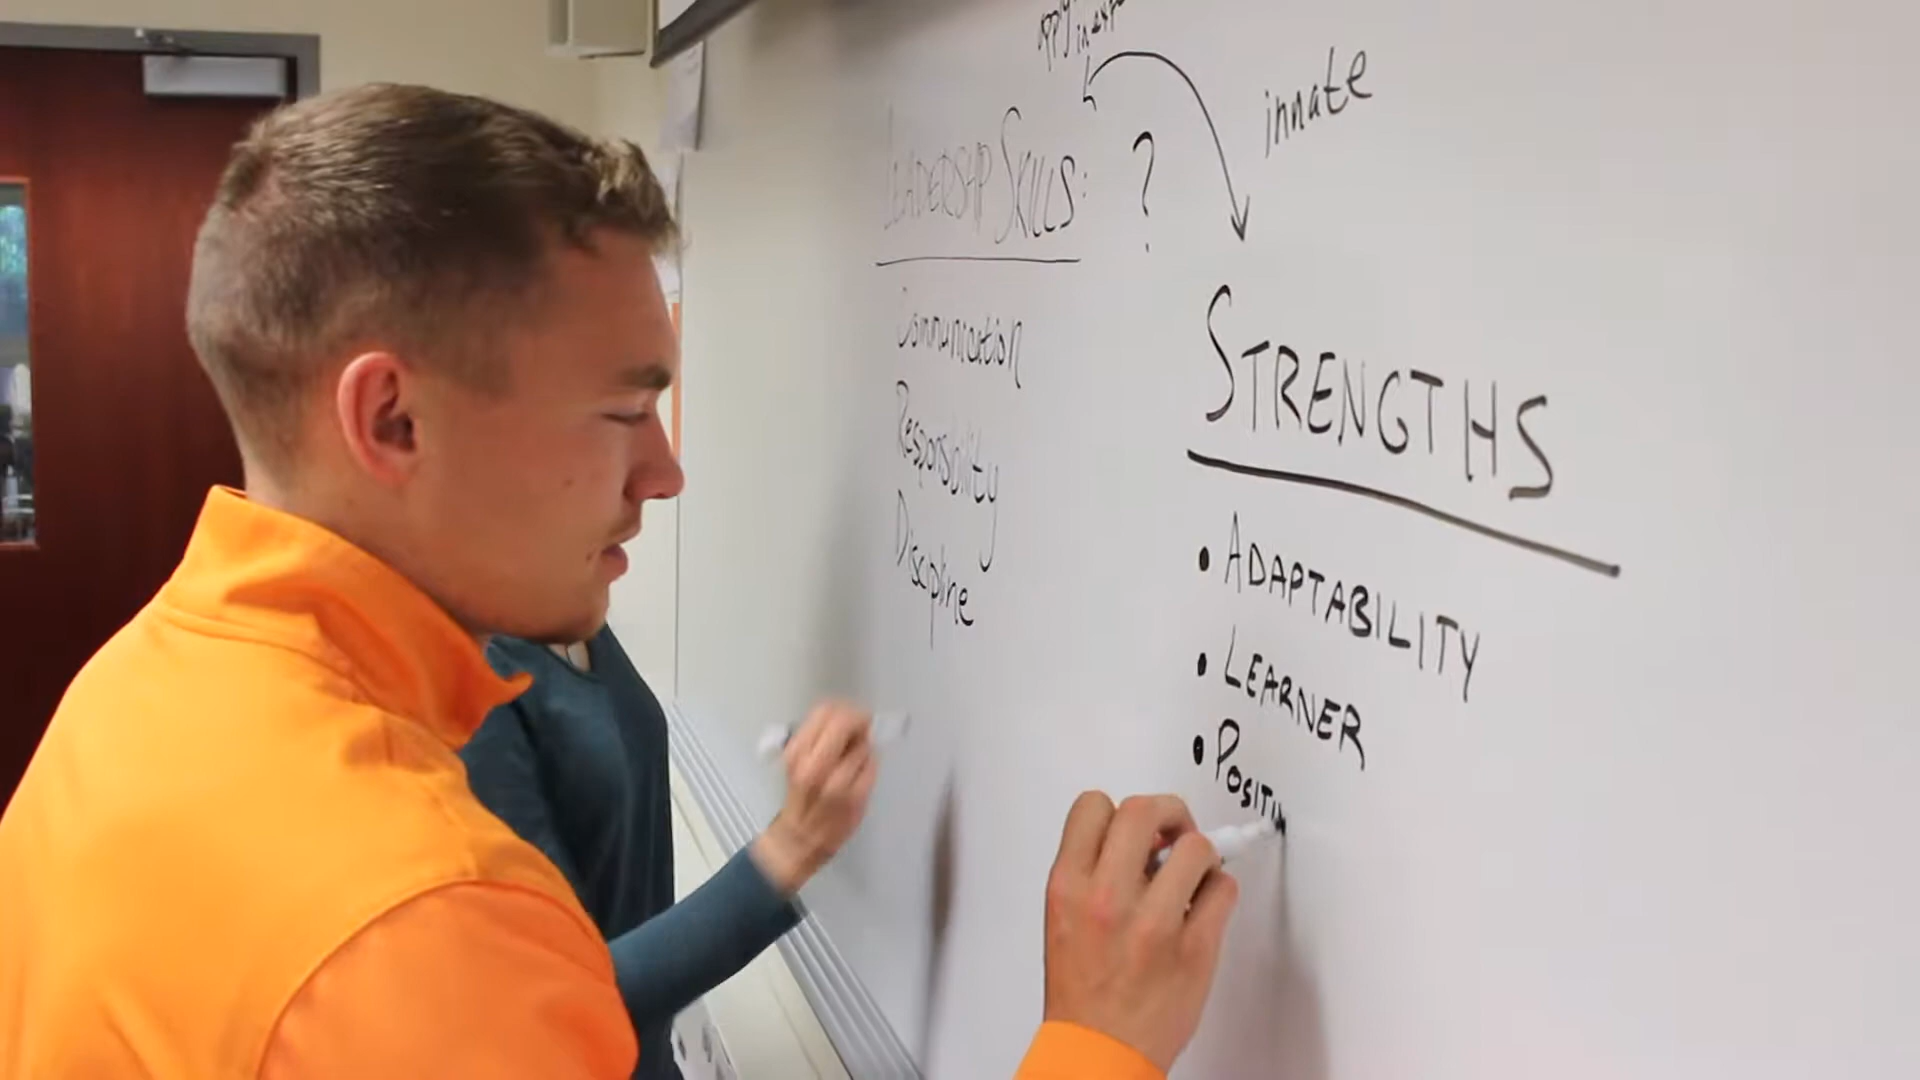 innate
LEADERSHIP SKILLS: ?
Communication
Responsibility
Discipline
STRENGTHS
• ADAPTABILITY
• LEARNER
• POSITIV